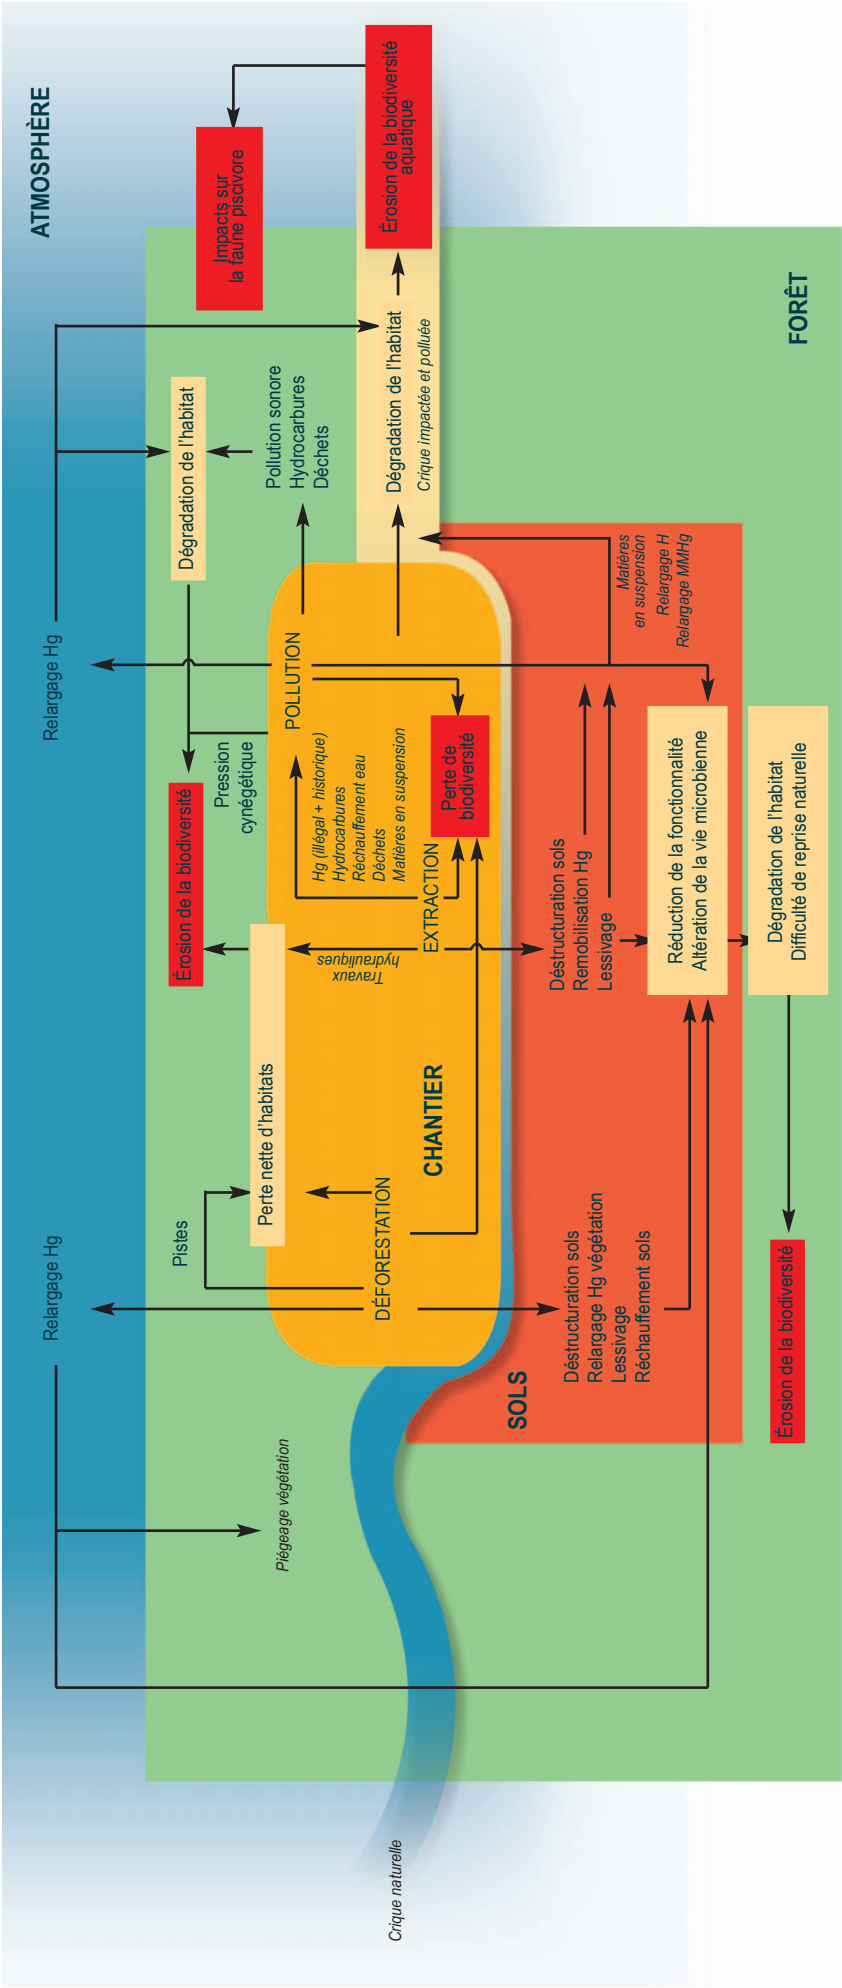 ATMOSPHÈRE
Relargage Hg
Relargage Hg
Impacts sur
la faune piscivore
Érosion de la biodiversité
aquatique
Dégradation de l'habitat
Pollution sonore
Hydrocarbures
Déchets
Dégradation de l'habitat
Crique impactée et polluée
Érosion de la biodiversité
Pression
cynégétique
POLLUTION
Hg (illégal + historique)
Hydrocarbures
Réchauffement eau
Déchets
Matières en suspension
Perte de
biodiversité
EXTRACTION
Travaux
hydrauliques
Perte nette d'habitats
Pistes
DÉFORESTATION
CHANTIER
Piégeage végétation
Crique naturelle
SOLS
Déstructuration sols
Relargage Hg végétation
Lessivage
Réchauffement sols
Déstructuration sols
Remobilisation Hg
Lessivage
Matières
en suspension
Relargage H
Relargage MMHg
Réduction de la fonctionnalité
Altération de la vie microbienne
Dégradation de l'habitat
Difficulté de reprise naturelle
Érosion de la biodiversité
FORÊT